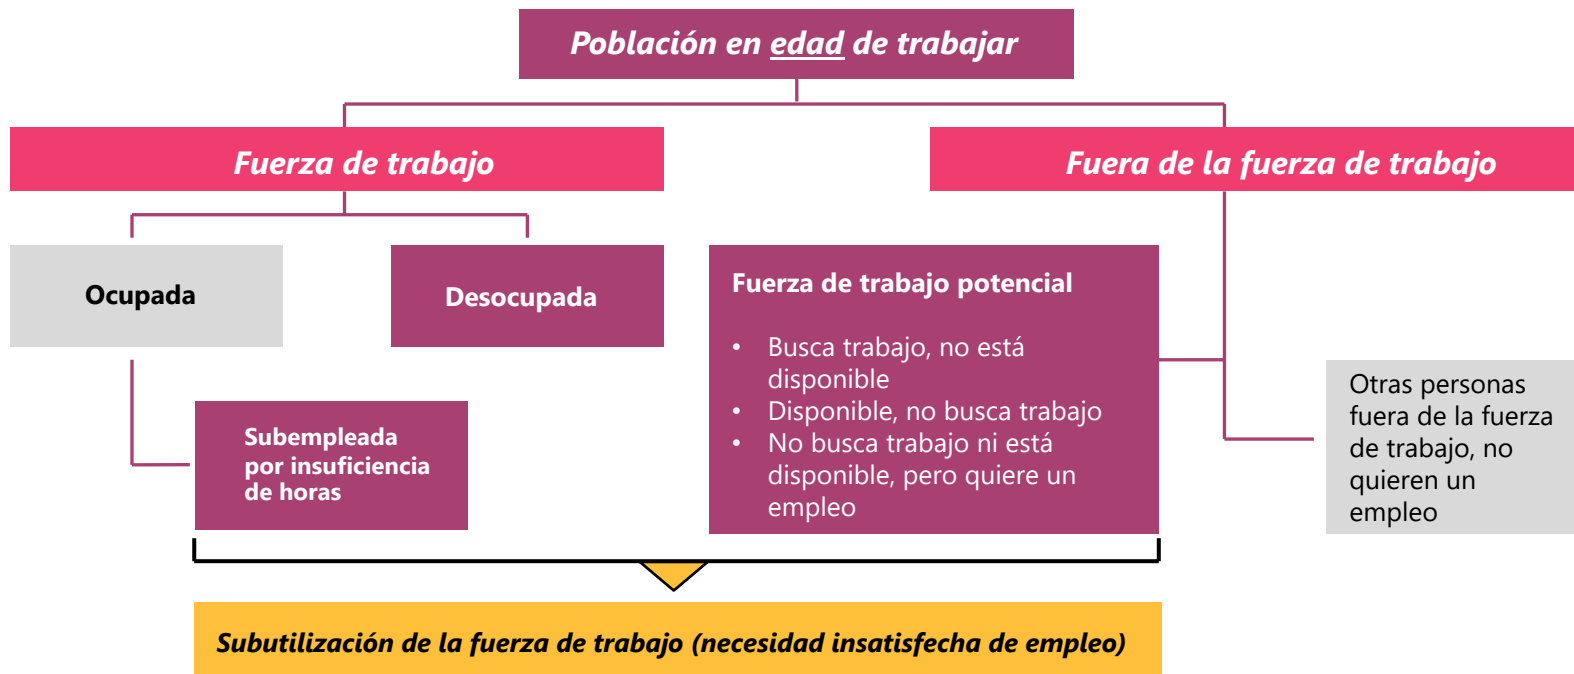 Población en edad de trabajar
Fuerza de trabajo
Fuera de la fuerza de trabajo
Ocupada
Desocupada
Subempleada
por insuficiencia
de horas
Fuerza de trabajo potencial
• Busca trabajo, no está
disponible
• Disponible, no busca trabajo
• No busca trabajo ni está
disponible, pero quiere un
empleo
Otras personas
fuera de la fuerza
de trabajo, no
quieren un
empleo
Subutilización de la fuerza de trabajo (necesidad insatisfecha de empleo)